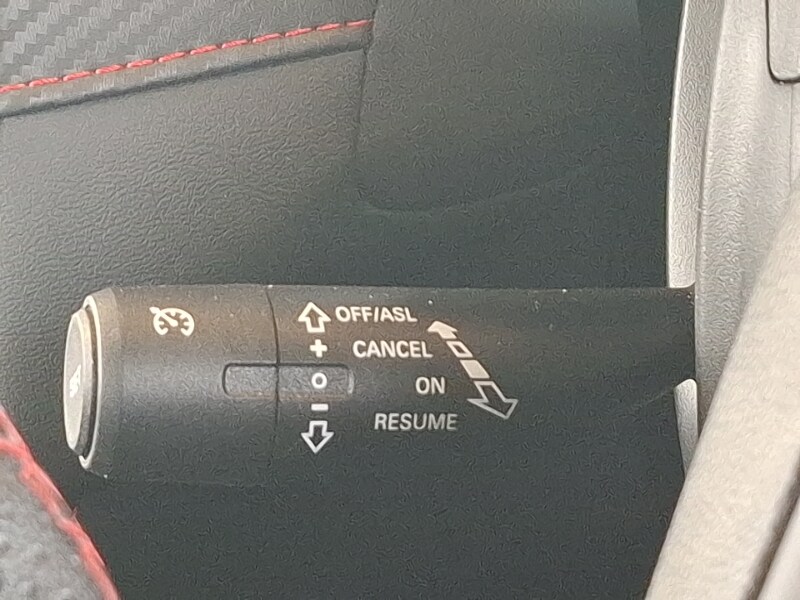 OFF/ASL
+ CANCEL
ON
- RESUME